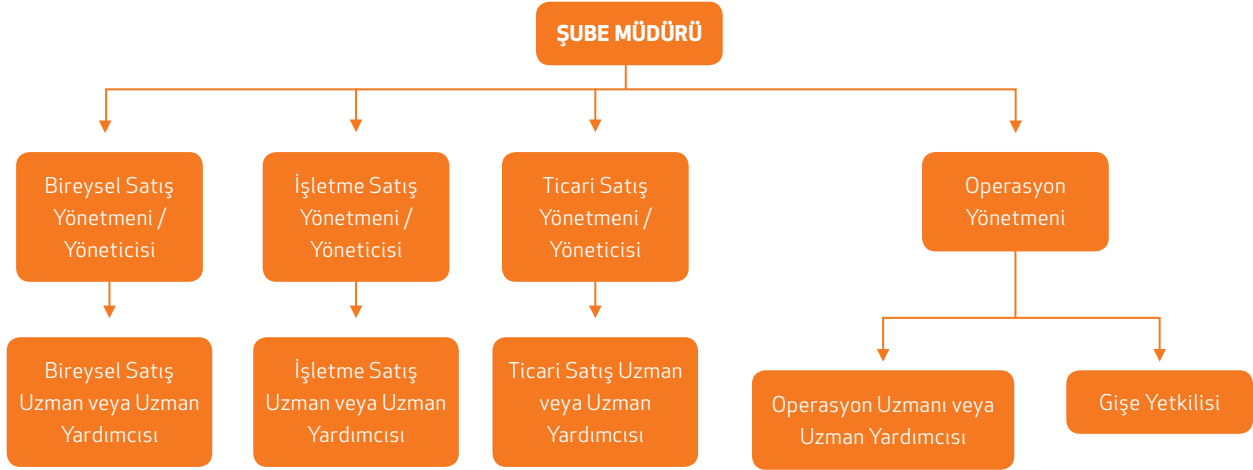 ŞUBE MÜDÜRÜ
Bireysel Satış
Yönetmeni /
Yöneticisi
İşletme Satış
Yönetmeni /
Yöneticisi
Ticari Satış
Yönetmeni /
Yöneticisi
Operasyon
Yönetmeni
Bireysel Satış
Uzman veya Uzman
Yardımcısı
İşletme Satış
Uzman veya Uzman
Yardımcısı
Ticari Satış Uzman
veya Uzman
Yardımcısı
Operasyon Uzmanı veya
Uzman Yardımcısı
Gişe Yetkilisi